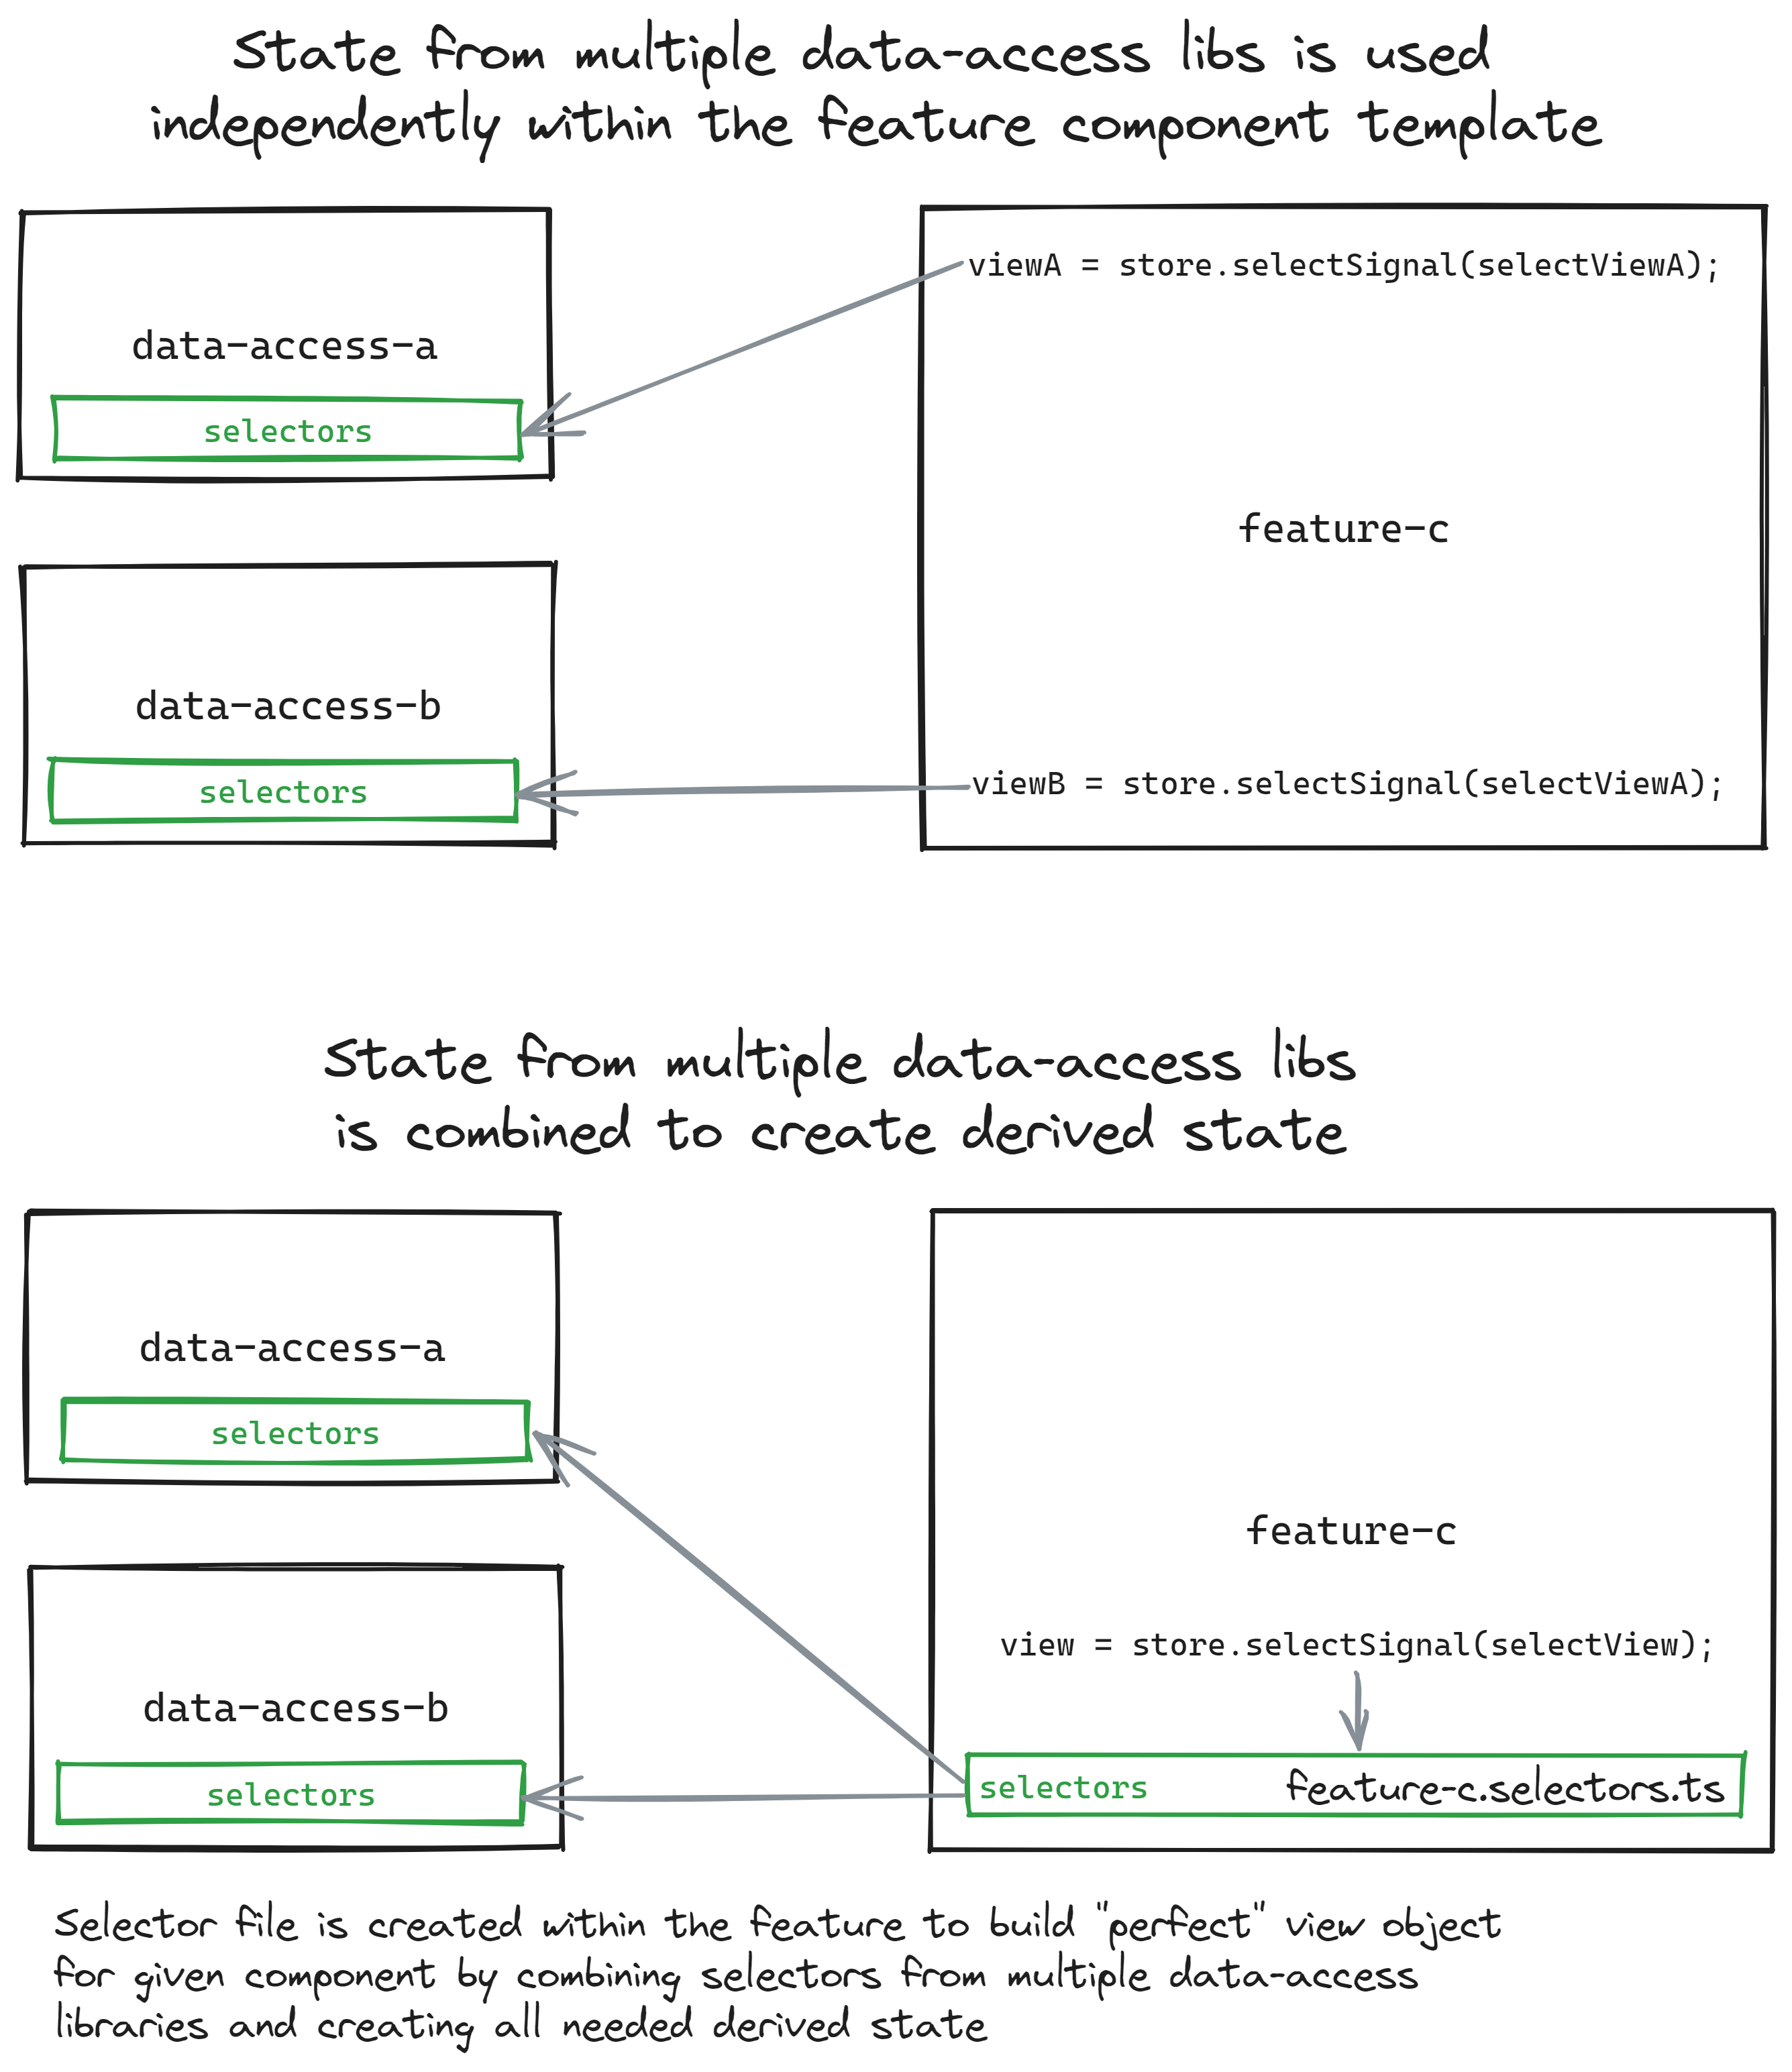 State from multiple data-access libs is used
independently within the feature component template
viewA = store.selectSignal(selectViewA);
data-access-a
selectors
feature-c
data-access-b
viewB = store.selectSignal(selectViewA);
selectors
State from multiple data-access libs
is combined to create derived state
data-access-a
selectors
feature-c
view = store.selectSignal(selectView);
data-access-b
selectors
selectors feature-c.selectors.ts
Selector file is created within the feature to build "perfect" view object
for given component by combining selectors from multiple data-access
libraries and creating all needed derived state